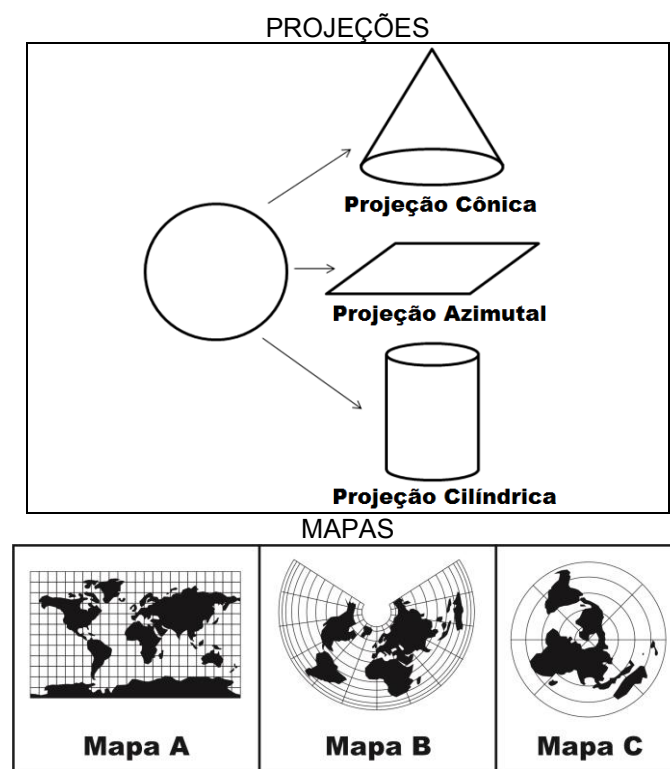 PROJEÇÕES
Projeção Cônica
Projeção Azimutal
Projeção Cilíndrica
MAPAS
Mapa A
Mapa B
Mapa C